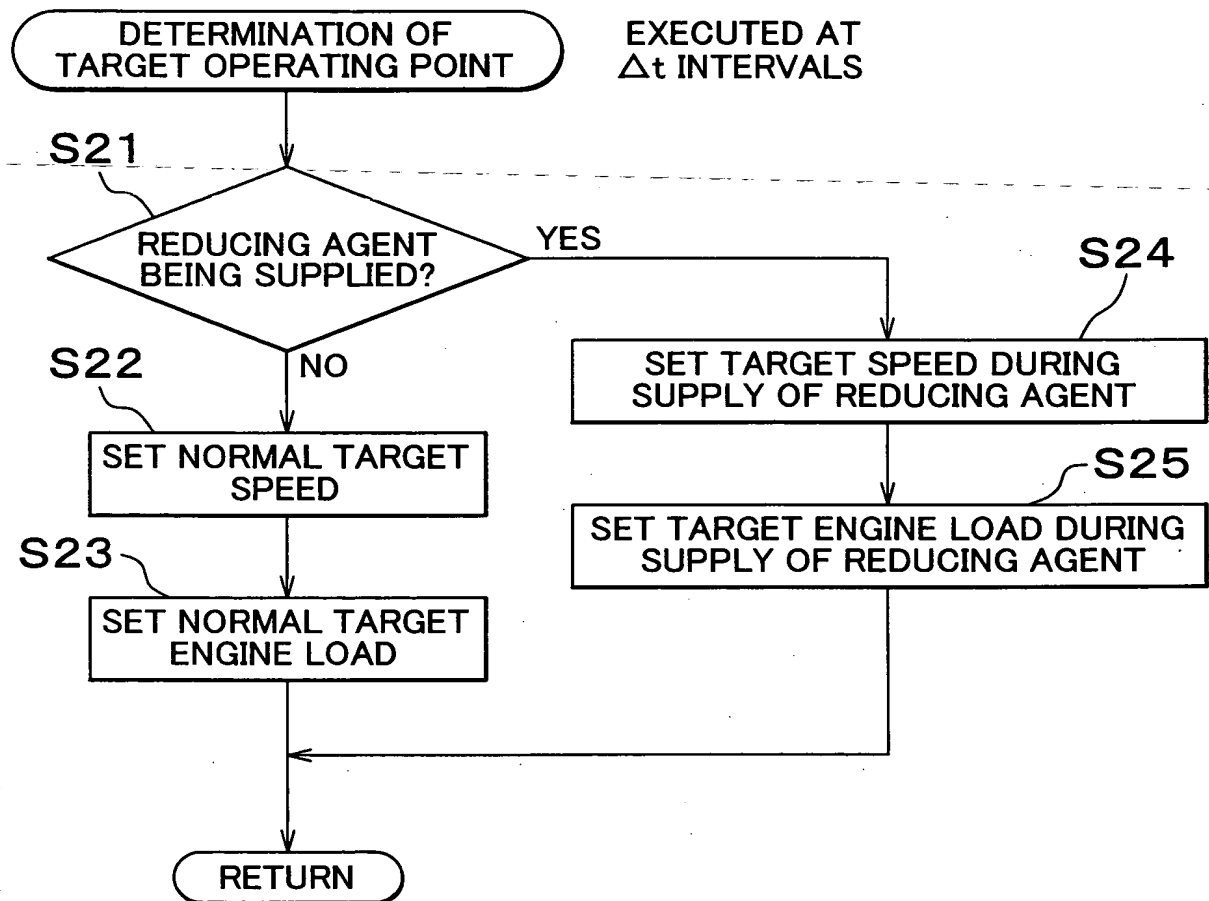 DETERMINATION OF
TARGET OPERATING POINT
EXECUTED AT
Δt INTERVALS
S21
REDUCING AGENT
BEING SUPPLIED?
YES
NO
S24
SET TARGET SPEED DURING
SUPPLY OF REDUCING AGENT
S22
SET NORMAL TARGET
SPEED
S25
SET TARGET ENGINE LOAD DURING
SUPPLY OF REDUCING AGENT
S23
SET NORMAL TARGET
ENGINE LOAD
RETURN